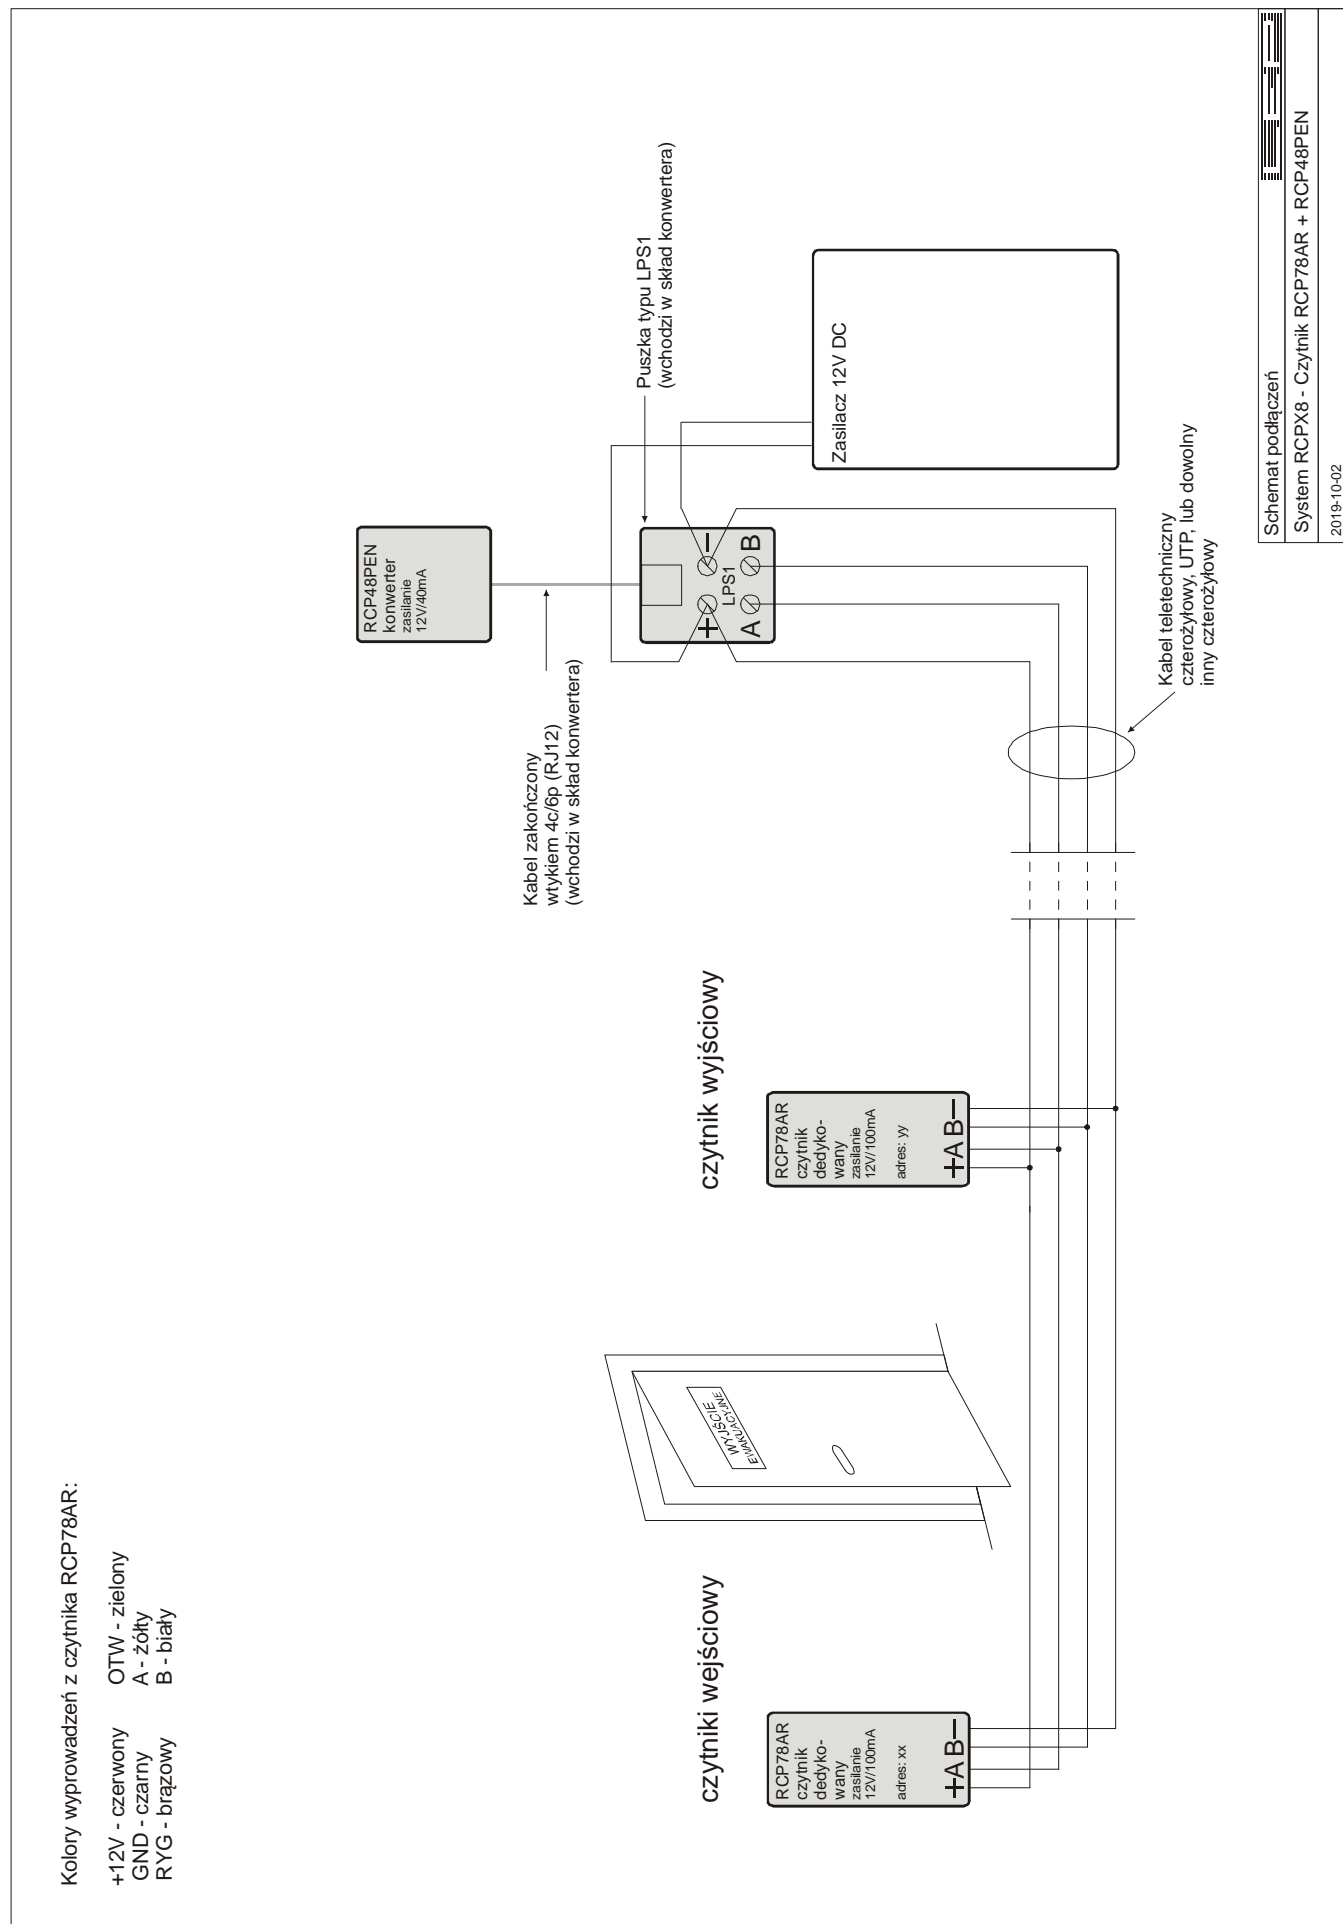 Kolory wyprowadzeń z czytnika RCP78AR:
+12V - czerwony
GND - czarny
RYG - brązowy
OTW - zielony
A - żółty
B - biały
RCP48PEN
konwerter
zasilanie
12V/40mA
Kabel zakończony
wtykiem 4c/6p (RJ12)
(wchodzi w skład konwertera)
Puszka typu LPS1
(wchodzi w skład konwertera)
+ -
LPS1
A B
Zasilacz 12V DC
czytniki wejściowy
RCP78AR
czytnik
dedyko-
wany
zasilanie
12V/100mA
adres: xx
+AB-
WYJŚCIE
EWAKUACYJNE
czytnik wyjściowy
RCP78AR
czytnik
dedyko-
wany
zasilanie
12V/100mA
adres: yy
+AB-
Kabel teletechniczny
czterożyłowy, UTP, lub dowolny
inny czterożyłowy
Schemat podłączeń
System RCPX8 - Czytnik RCP78AR + RCP48PEN
2019-10-02